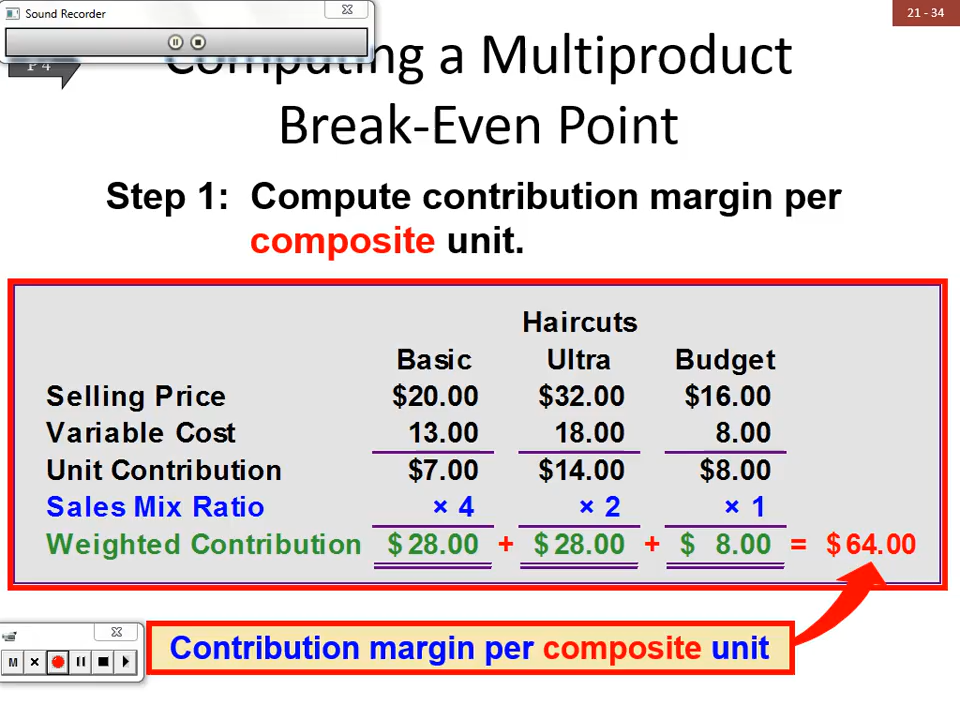 Sound Recorder
21 - 34
P 4
Computing a Multiproduct
Break-Even Point
Step 1: Compute contribution margin per
composite unit.
Haircuts
Basic Ultra Budget
Selling Price $20.00 $32.00 $16.00
Variable Cost 13.00 18.00 8.00
Unit Contribution $7.00 $14.00 $8.00
Sales Mix Ratio × 4 × 2 × 1
Weighted Contribution $ 28.00 + $ 28.00 + $ 8.00 = $ 64.00
M
Contribution margin per composite unit